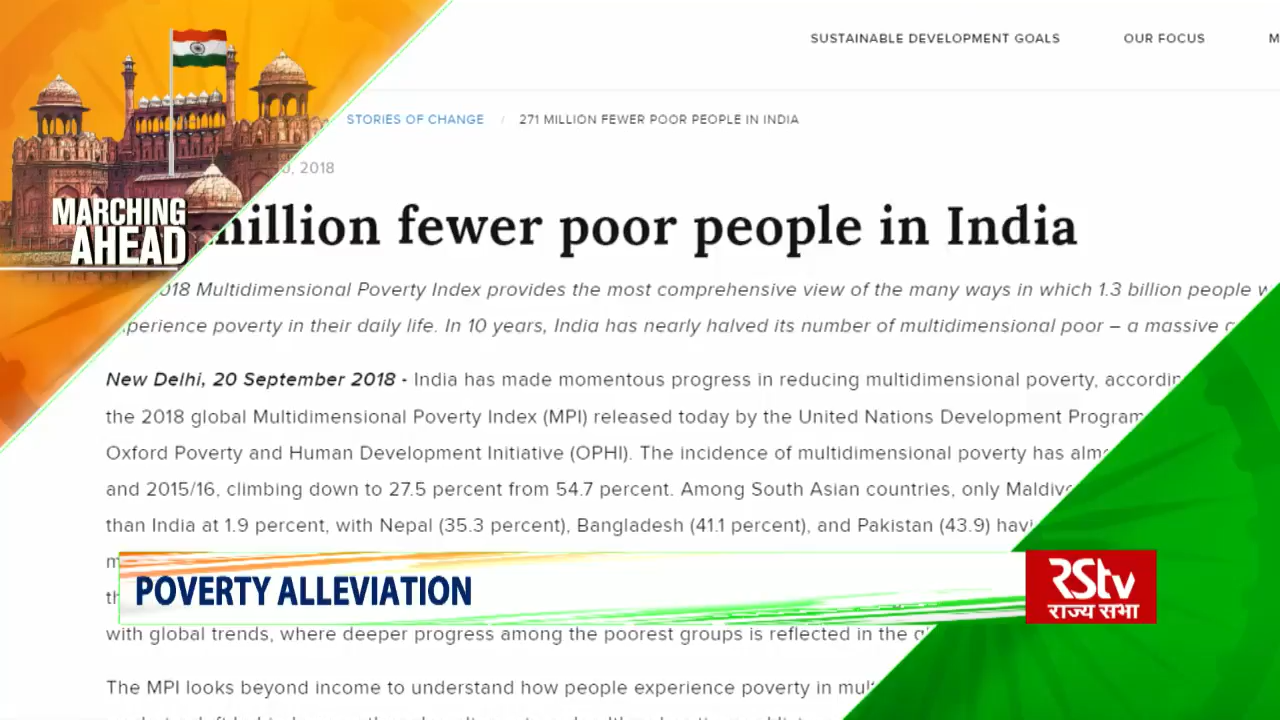 SUSTAINABLE DEVELOPMENT GOALS OUR FOCUS
STORIES OF CHANGE / 271 MILLION FEWER POOR PEOPLE IN INDIA
, 2018
million fewer poor people in India
MARCHING
AHEAD
2018 Multidimensional Poverty Index provides the most comprehensive view of the many ways in which 1.3 billion people
experience poverty in their daily life. In 10 years, India has nearly halved its number of multidimensional poor – a massive
New Delhi, 20 September 2018 - India has made momentous progress in reducing multidimensional poverty,
the 2018 global Multidimensional Poverty Index (MPI) released today by the United Nations Development
Oxford Poverty and Human Development Initiative (OPHI). The incidence of multidimensional poverty has
and 2015/16, climbing down to 27.5 percent from 54.7 percent. Among South Asian countries, only
than India at 1.9 percent, with Nepal (35.3 percent), Bangladesh (41.1 percent), and Pakistan (43.9)
POVERTY ALLEVIATION
RStv
राज्य सभा
with global trends, where deeper progress among the poorest groups is reflected in the
The MPI looks beyond income to understand how people experience poverty in